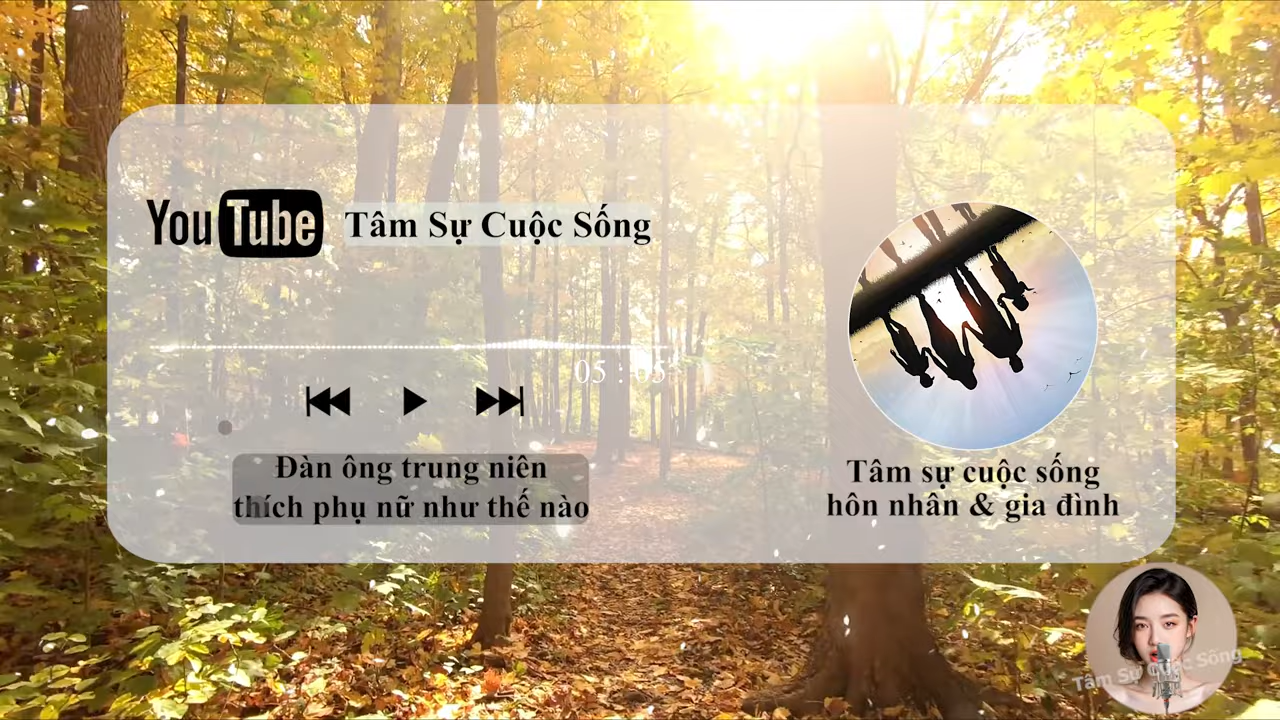 YouTube
Tâm Sự Cuộc Sống
05 : 05
Đàn ông trung niên
thích phụ nữ như thế nào
Tâm sự cuộc sống
hôn nhân & gia đình
Tâm Sự Cuộc Sống